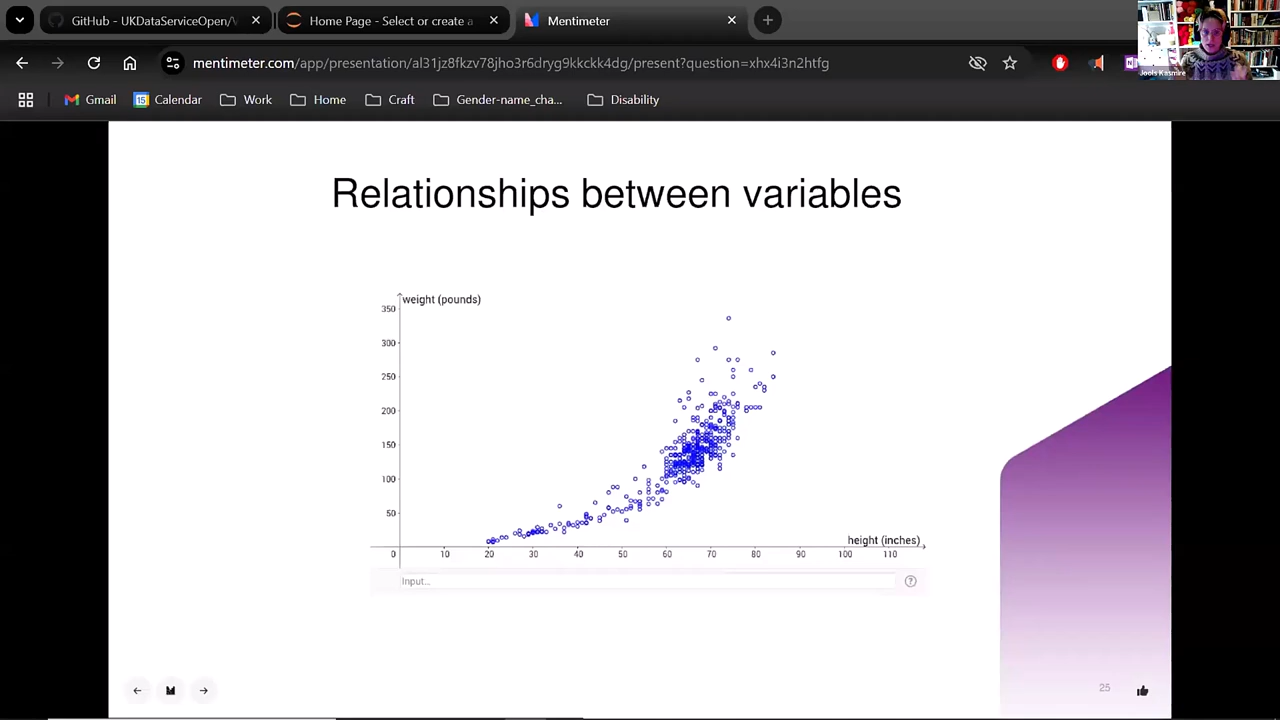 GitHub - UKDataServiceOpen/
Home Page - Select or create a
Mentimeter
mentimeter.com/app/presentation/al31jz8fkzv78jho3r6dryg9kkckk4dg/present?question=xhx4i3n2htfg
Jools Kasmire
Gmail
Calendar
Work
Home
Craft
Gender-name_cha...
Disability
Relationships between variables
weight (pounds)
350
300
250
200
150
100
50
height (inches)
0 10 20 30 40 50 60 70 80 90 100 110
Input...
?
25